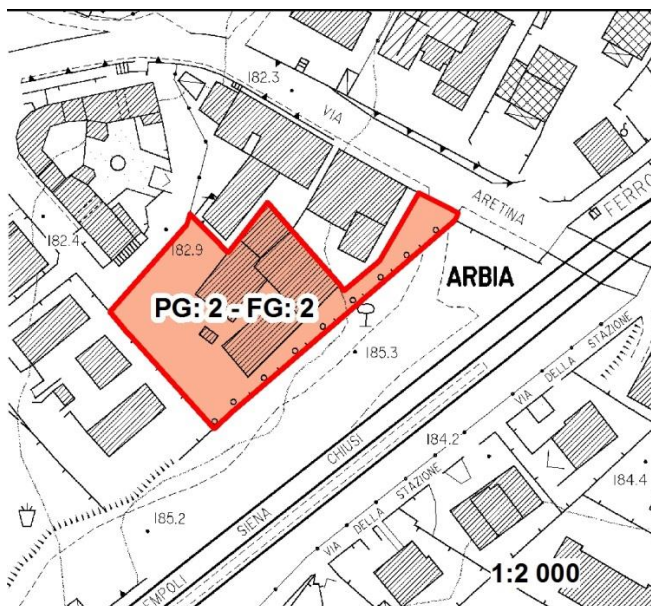 182.3
VIA
ARETINA
FERRO
182.4
182.9
ARBIA
PG: 2 - FG: 2
185.3
VIA DELLA STAZIONE
CHIUSI
184.2
184.4
SIENA
185.2
VIA DELLA STAZIONE
EMPOLI
1:2 000